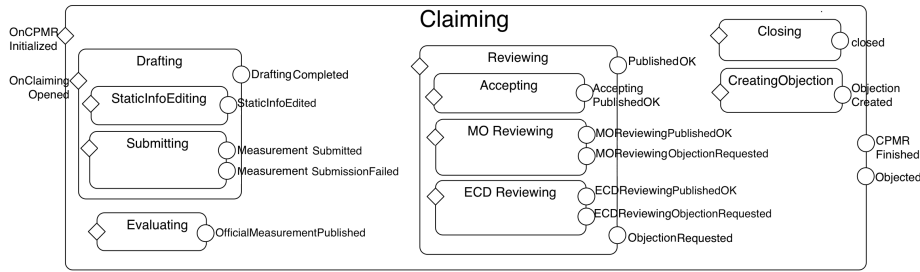 Claiming
OnCPMR
Initialized
OnClaiming
Opened
Drafting
DraftingCompleted
StaticInfoEditing
StaticInfoEdited
Submitting
Measurement Submitted
Measurement SubmissionFailed
Evaluating
OfficialMeasurementPublished
Reviewing
PublishedOK
Accepting
Accepting
PublishedOK
MO Reviewing
MOReviewingPublishedOK
MOReviewingObjectionRequested
ECD Reviewing
ECDReviewingPublishedOK
ECDReviewingObjectionRequested
ObjectionRequested
Closing
closed
CreatingObjection
Objection
Created
CPMR
Finished
Objected